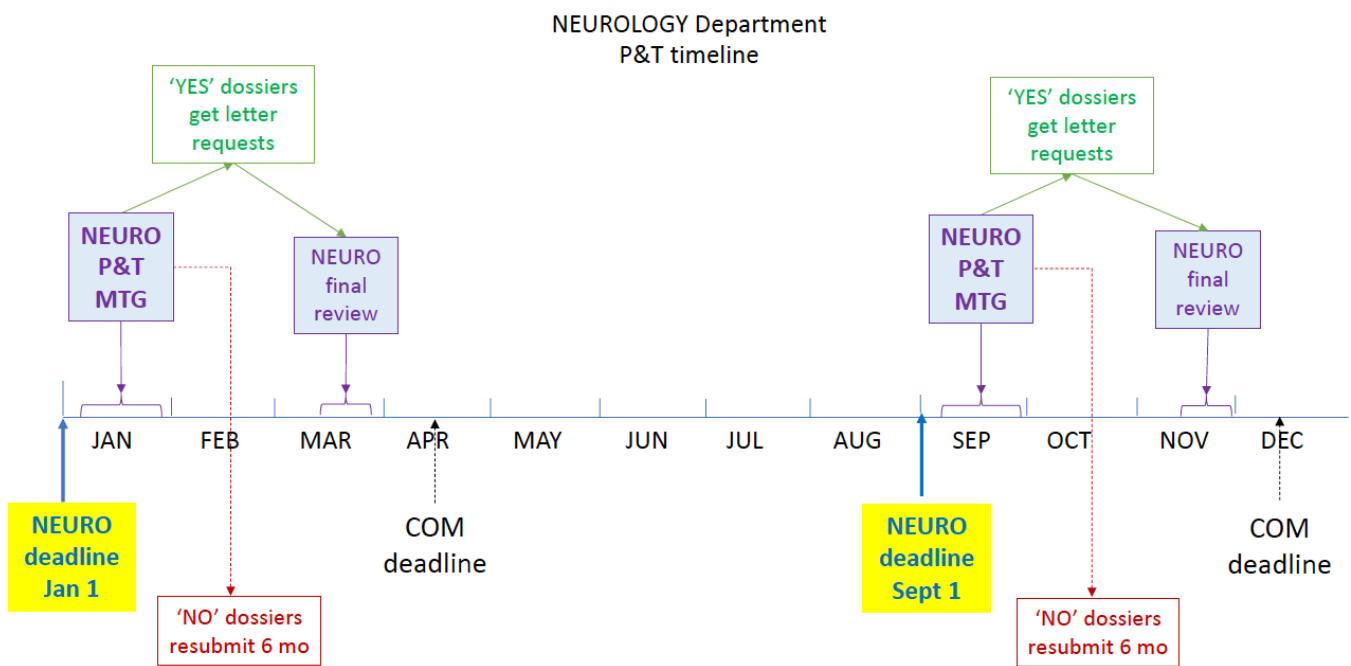 NEUROLOGY Department
P&T timeline
‘YES’ dossiers
get letter
requests
‘YES’ dossiers
get letter
requests
NEURO
P&T
MTG
NEURO
final
review
NEURO
P&T
MTG
NEURO
final
review
JAN FEB MAR APR MAY JUN JUL AUG SEP OCT NOV DEC
NEURO
deadline
Jan 1
COM
deadline
NEURO
deadline
Sept 1
COM
deadline
‘NO’ dossiers
resubmit 6 mo
‘NO’ dossiers
resubmit 6 mo